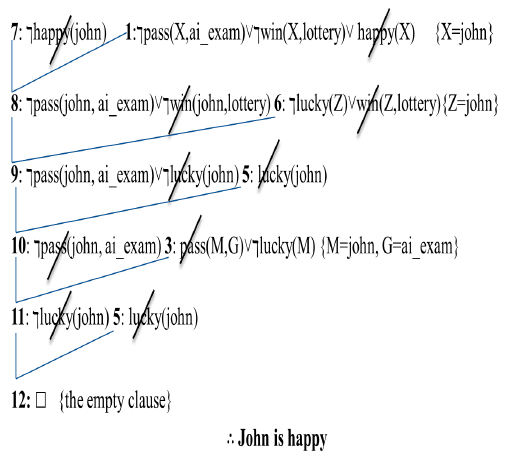 7: ⅂happy(john) 1:⅂pass(X,ai_exam)˅⅂win(X,lottery)˅ happy(X) {X=john}
8: ⅂pass(john, ai_exam)˅⅂win(john,lottery) 6: ⅂lucky(Z)˅win(Z,lottery){Z=john}
9: ⅂pass(john, ai_exam)˅⅂lucky(john) 5: lucky(john)
10: ⅂pass(john, ai_exam) 3: pass(M,G)˅⅂lucky(M) {M=john, G=ai_exam}
11: ⅂lucky(john) 5: lucky(john)
12: □ {the empty clause}
∴ John is happy